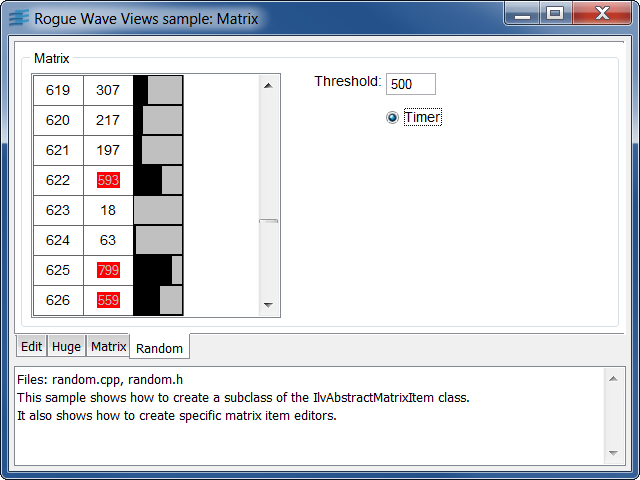 Rogue Wave Views sample: Matrix
Matrix
619 307
620 217
621 197
622 593
623 18
624 63
625 799
626 559
Threshold: 500
Timer
Edit Huge Matrix Random
Files: random.cpp, random.h
This sample shows how to create a subclass of the IlvAbstractMatrixItem class.
It also shows how to create specific matrix item editors.